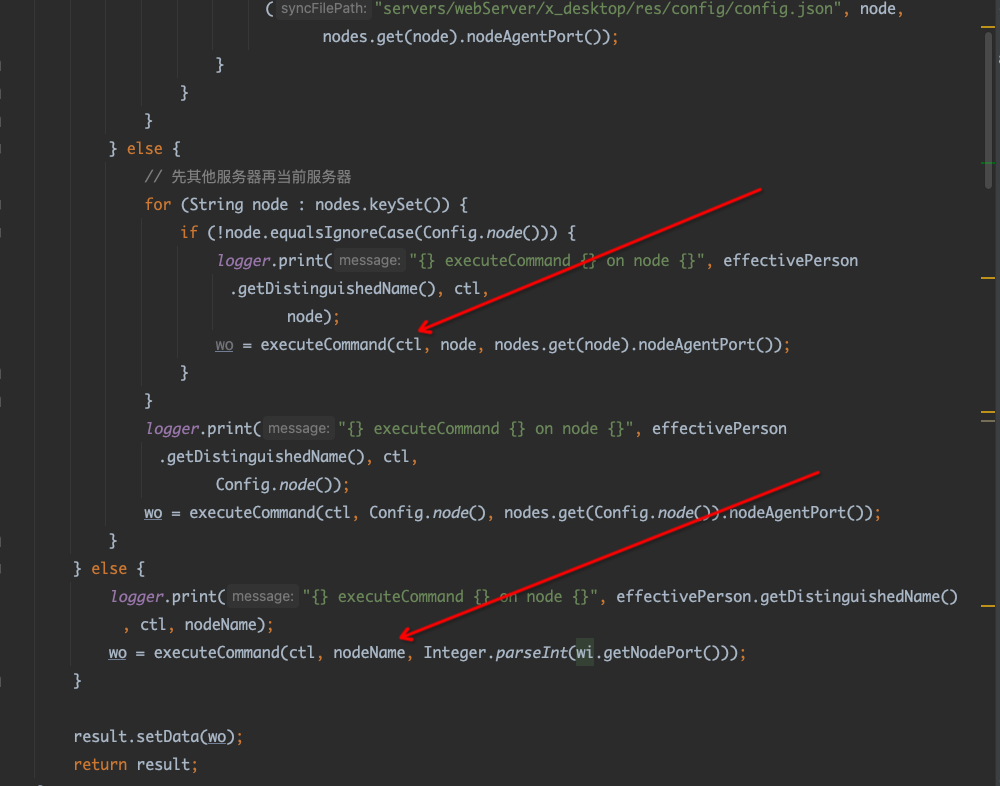 ( syncFilePath: "servers/webServer/x_desktop/res/config/config.json", node,
nodes.get(node).nodeAgentPort());
}
}
}
} else {
// 先其他服务器再当前服务器
for (String node : nodes.keySet()) {
if (!node.equalsIgnoreCase(Config.node())) {
logger.print( message: "{} executeCommand {} on node {}", effectivePerson
.getDistinguishedName(), ctl,
node);
wo = executeCommand(ctl, node, nodes.get(node).nodeAgentPort());
}
}
logger.print( message: "{} executeCommand {} on node {}", effectivePerson
.getDistinguishedName(), ctl,
Config.node());
wo = executeCommand(ctl, Config.node(), nodes.get(Config.node()).nodeAgentPort());
}
} else {
logger.print( message: "{} executeCommand {} on node {}", effectivePerson.getDistinguishedName()
, ctl, nodeName);
wo = executeCommand(ctl, nodeName, Integer.parseInt(wi.getNodePort()));
}
result.setData(wo);
return result;